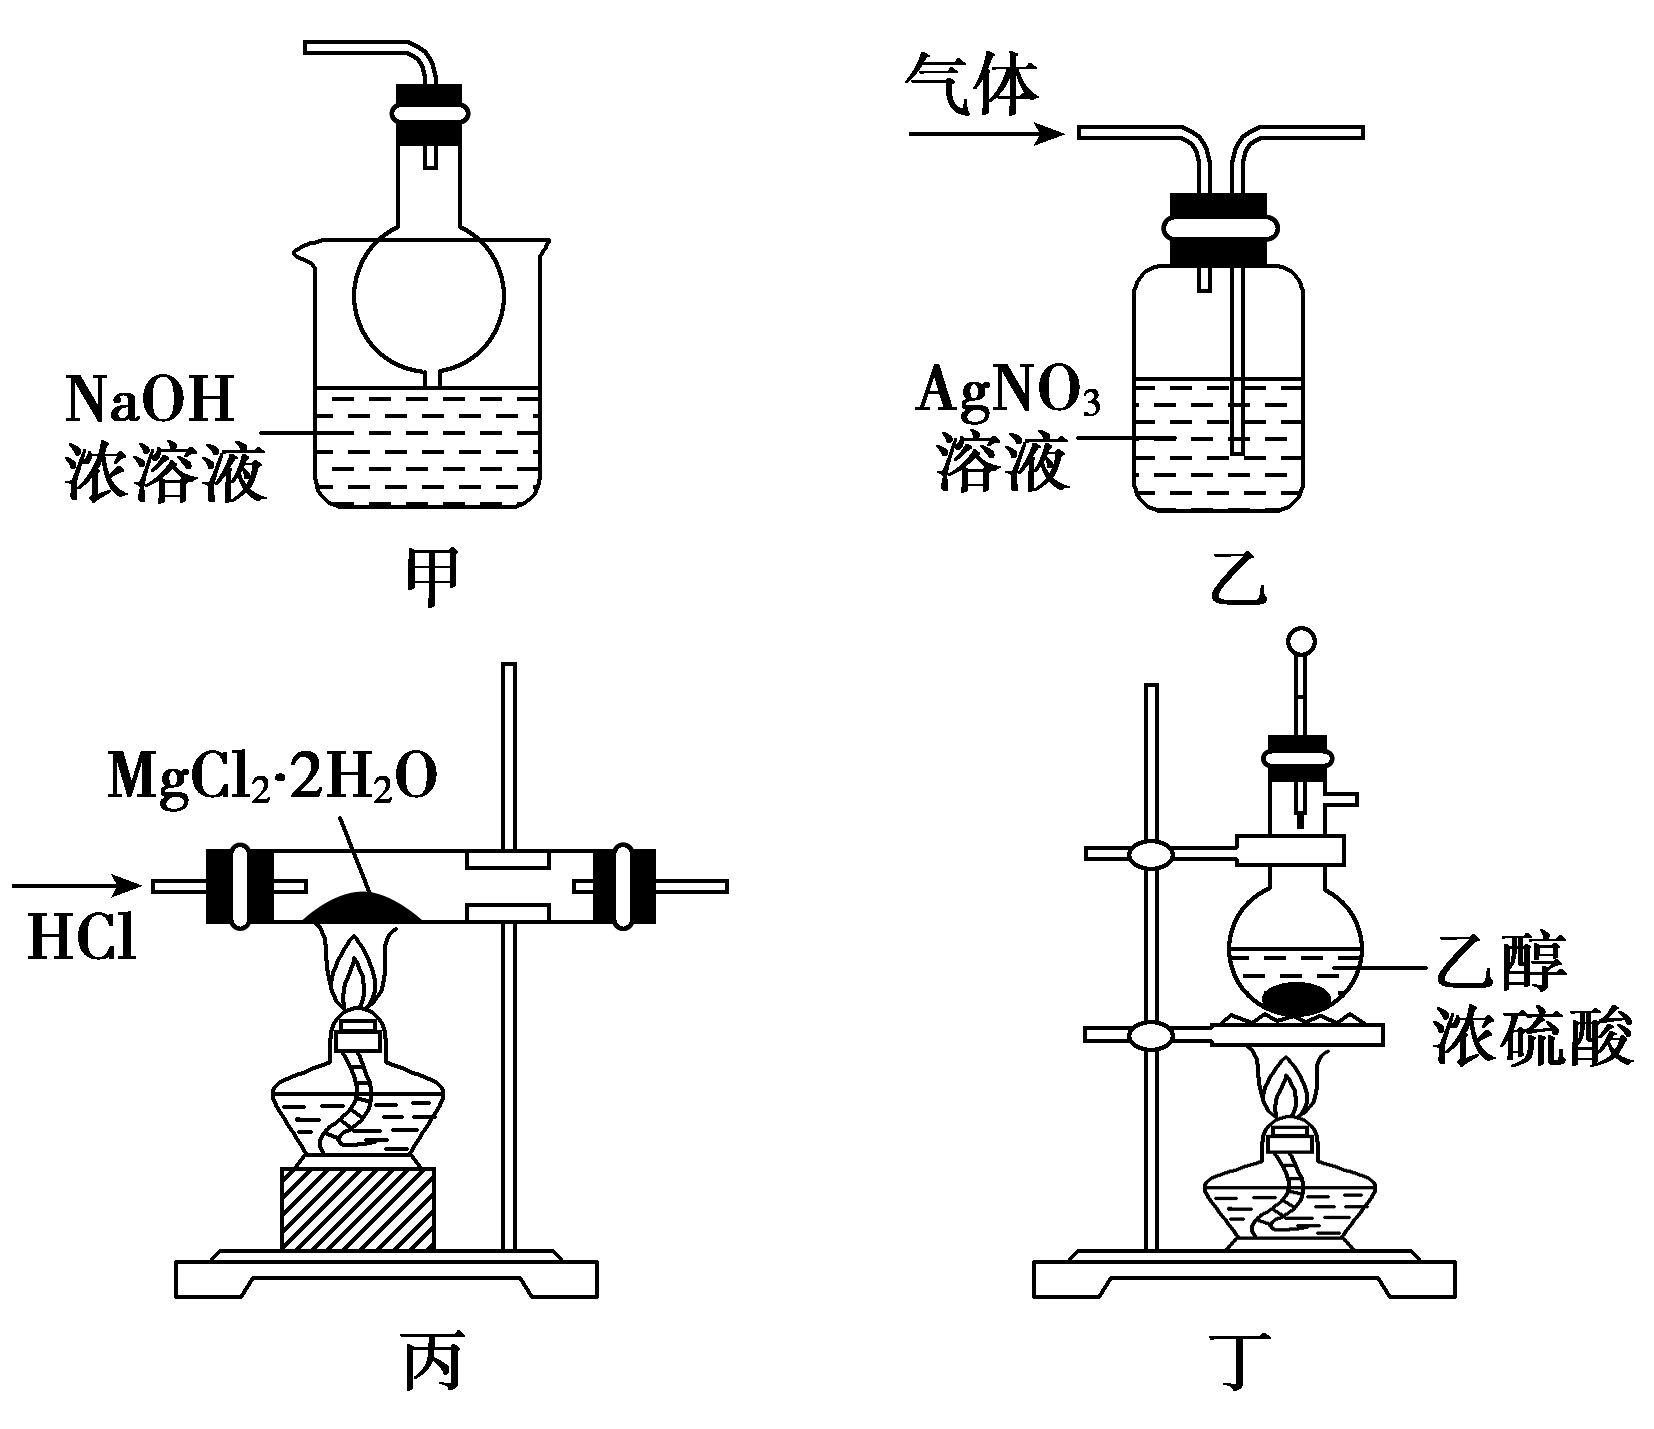 气体
NaOH
浓溶液
甲
AgNO₃
溶液
乙
MgCl₂·2H₂O
HCl
丙
乙醇
浓硫酸
丁